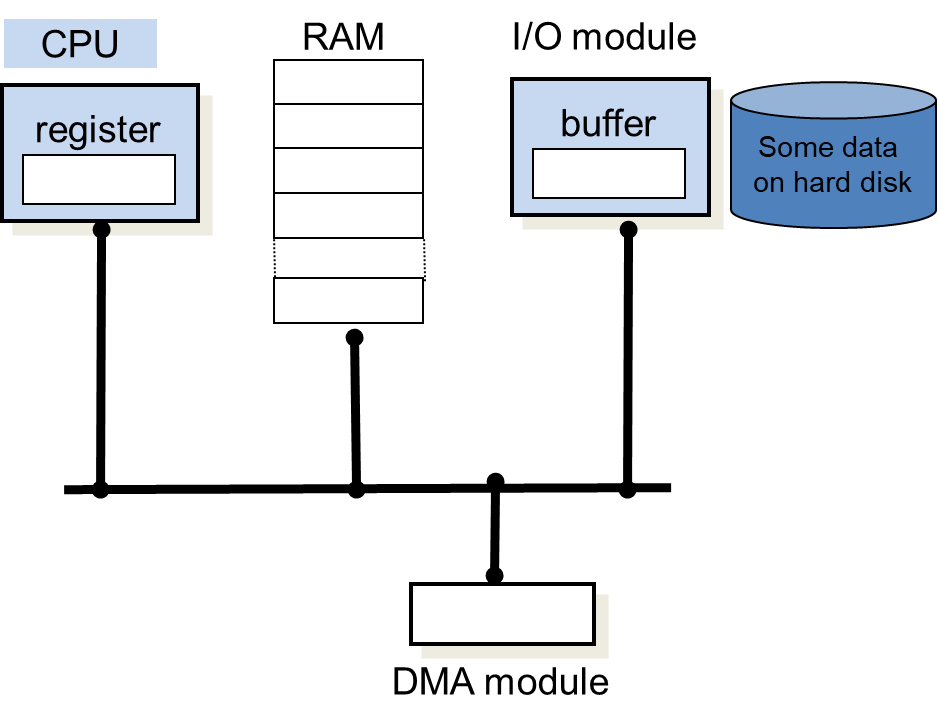 CPU
RAM
I/O module
register
buffer
Some data
on hard disk
DMA module